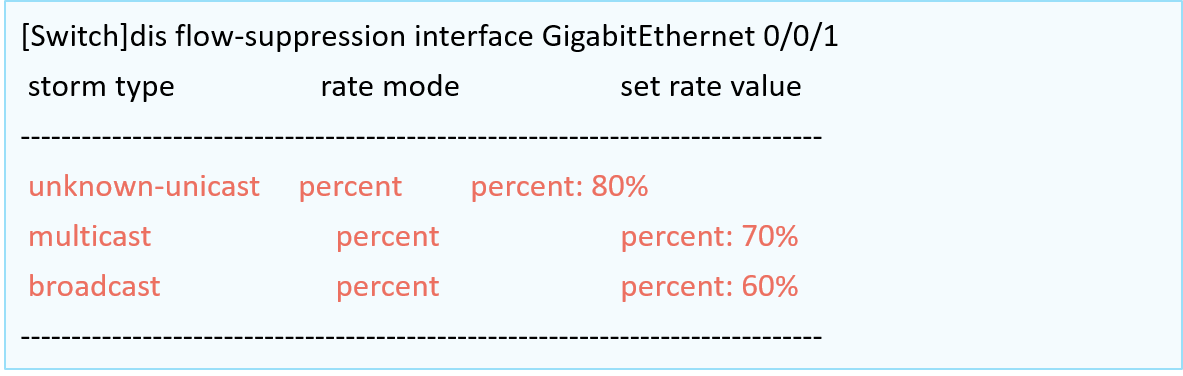 [Switch]dis flow-suppression interface GigabitEthernet 0/0/1
storm type rate mode set rate value
-------------------------------------------------------------------------------
unknown-unicast percent percent: 80%
multicast percent percent: 70%
broadcast percent percent: 60%
-------------------------------------------------------------------------------